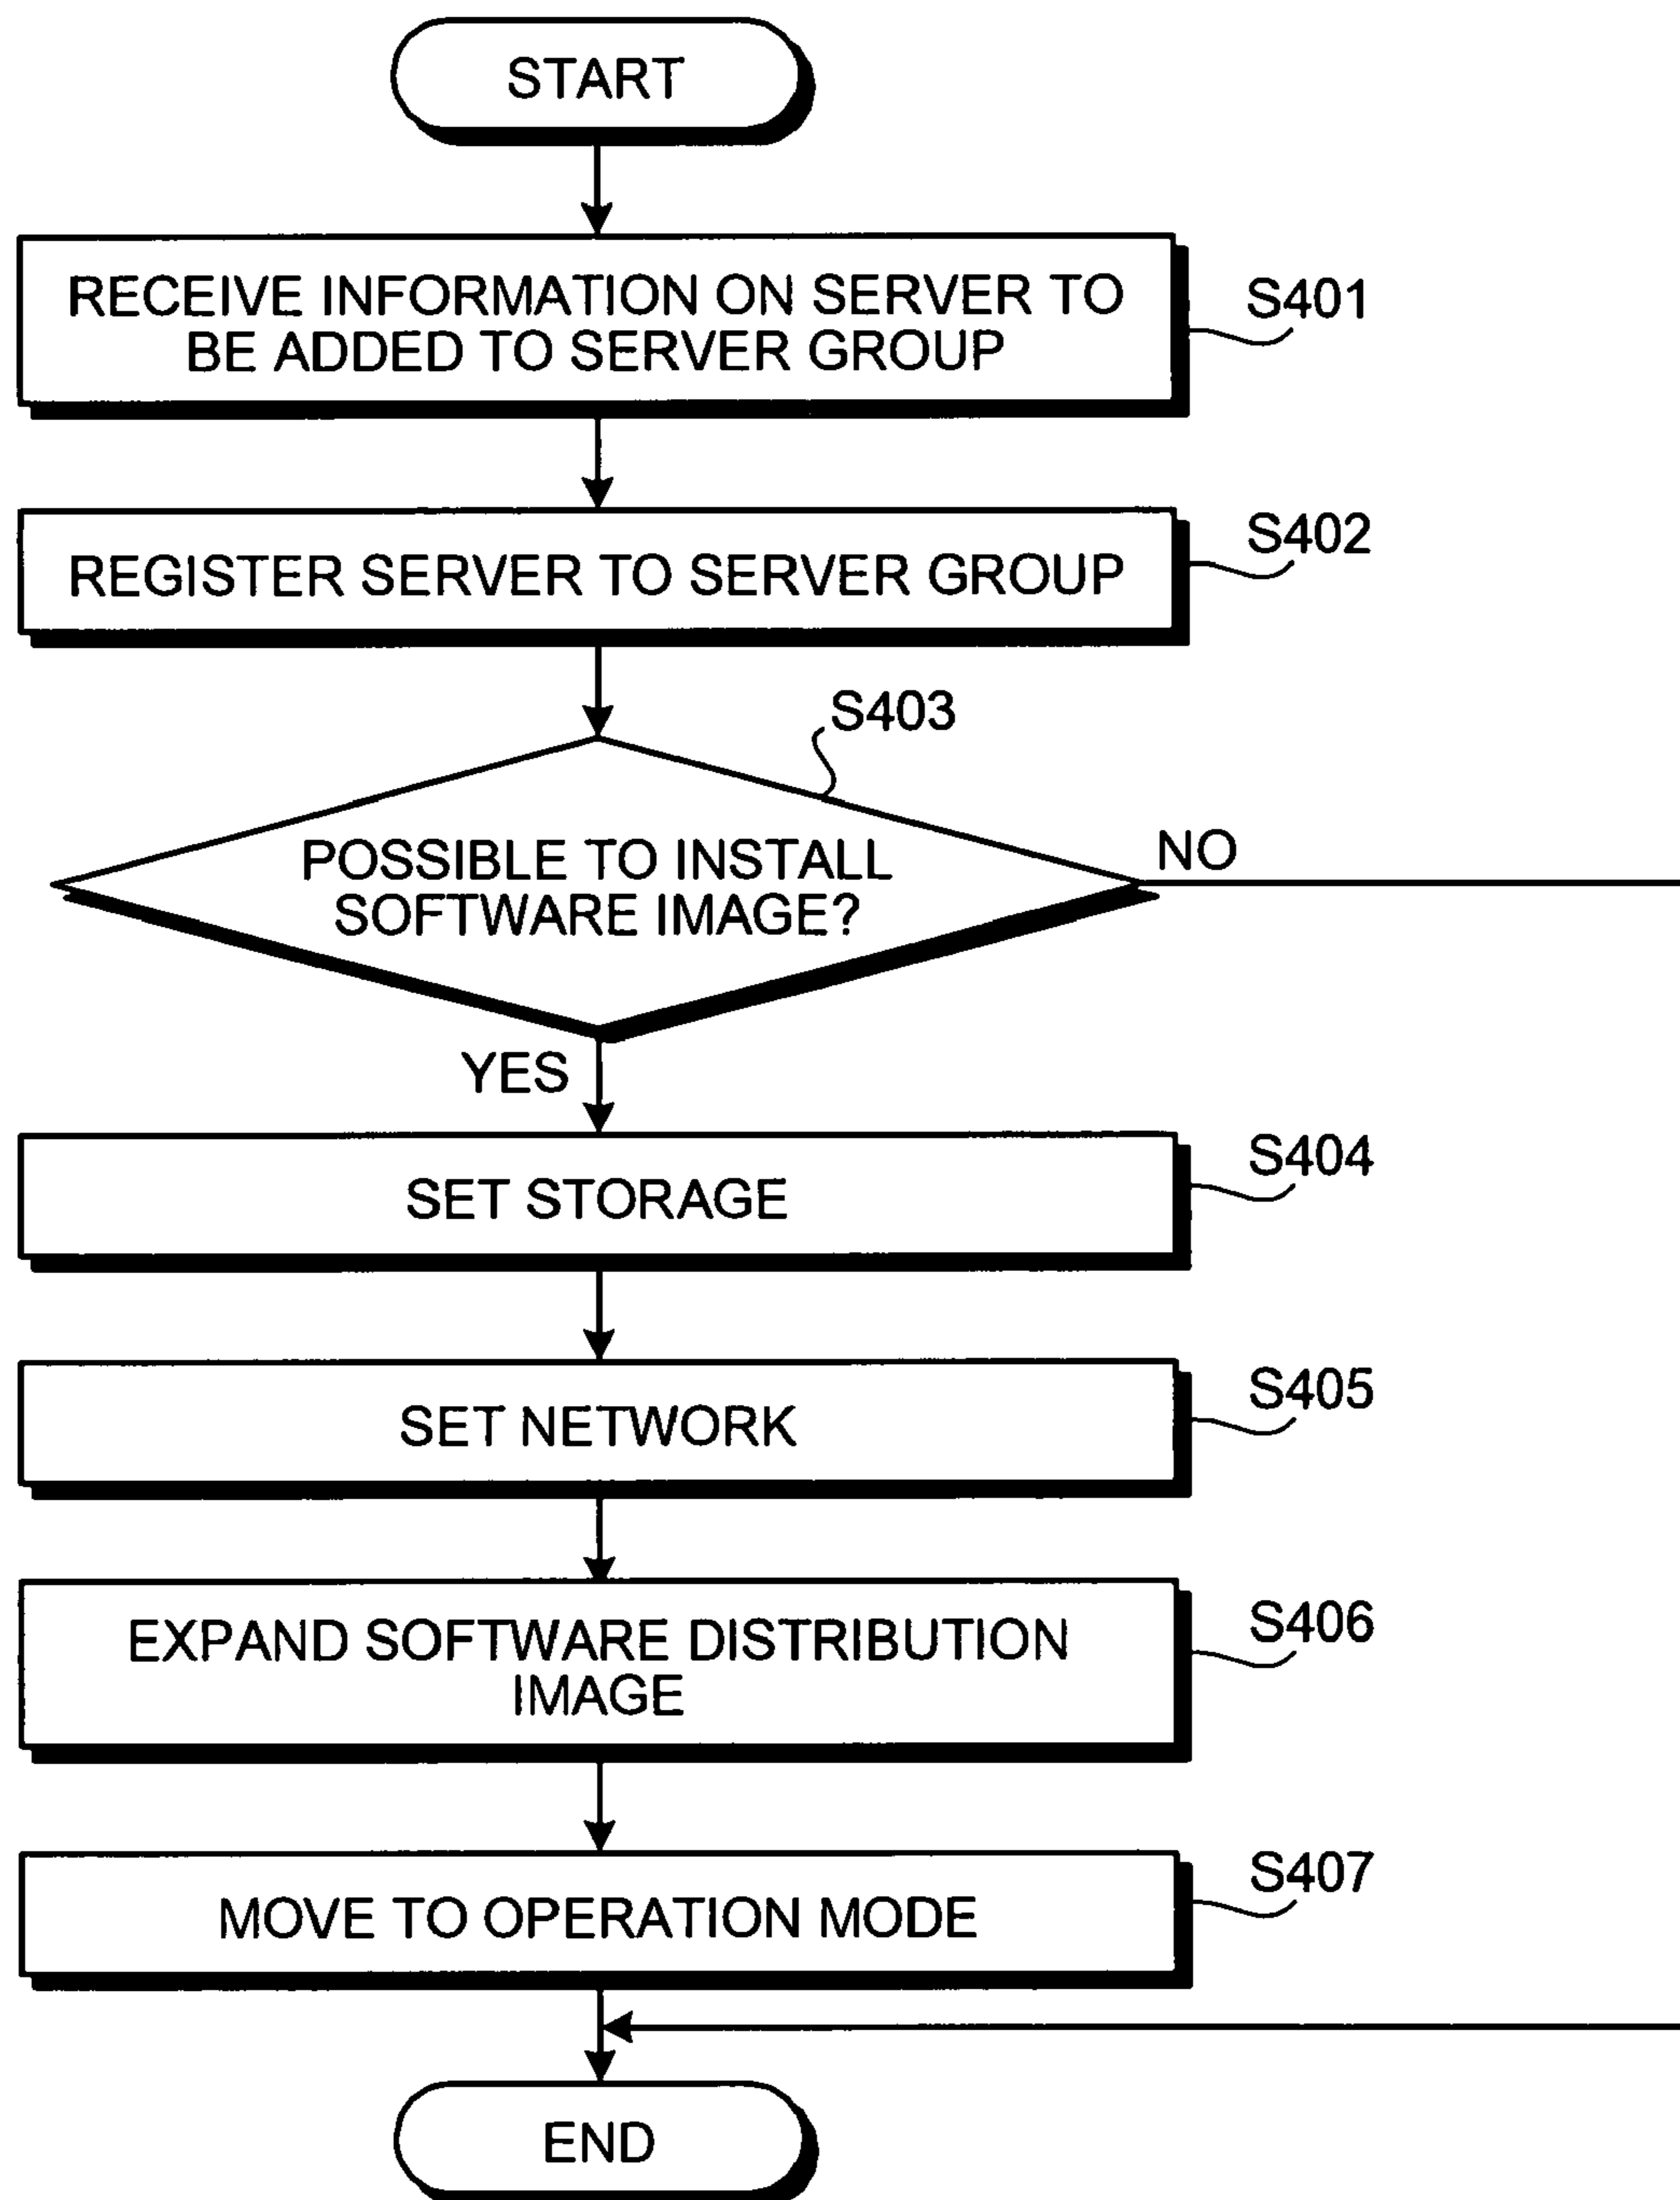 START
RECEIVE INFORMATION ON SERVER TO
BE ADDED TO SERVER GROUP
S401
REGISTER SERVER TO SERVER GROUP
S402
S403
POSSIBLE TO INSTALL
SOFTWARE IMAGE?
NO
YES
SET STORAGE
S404
SET NETWORK
S405
EXPAND SOFTWARE DISTRIBUTION
IMAGE
S406
MOVE TO OPERATION MODE
S407
END